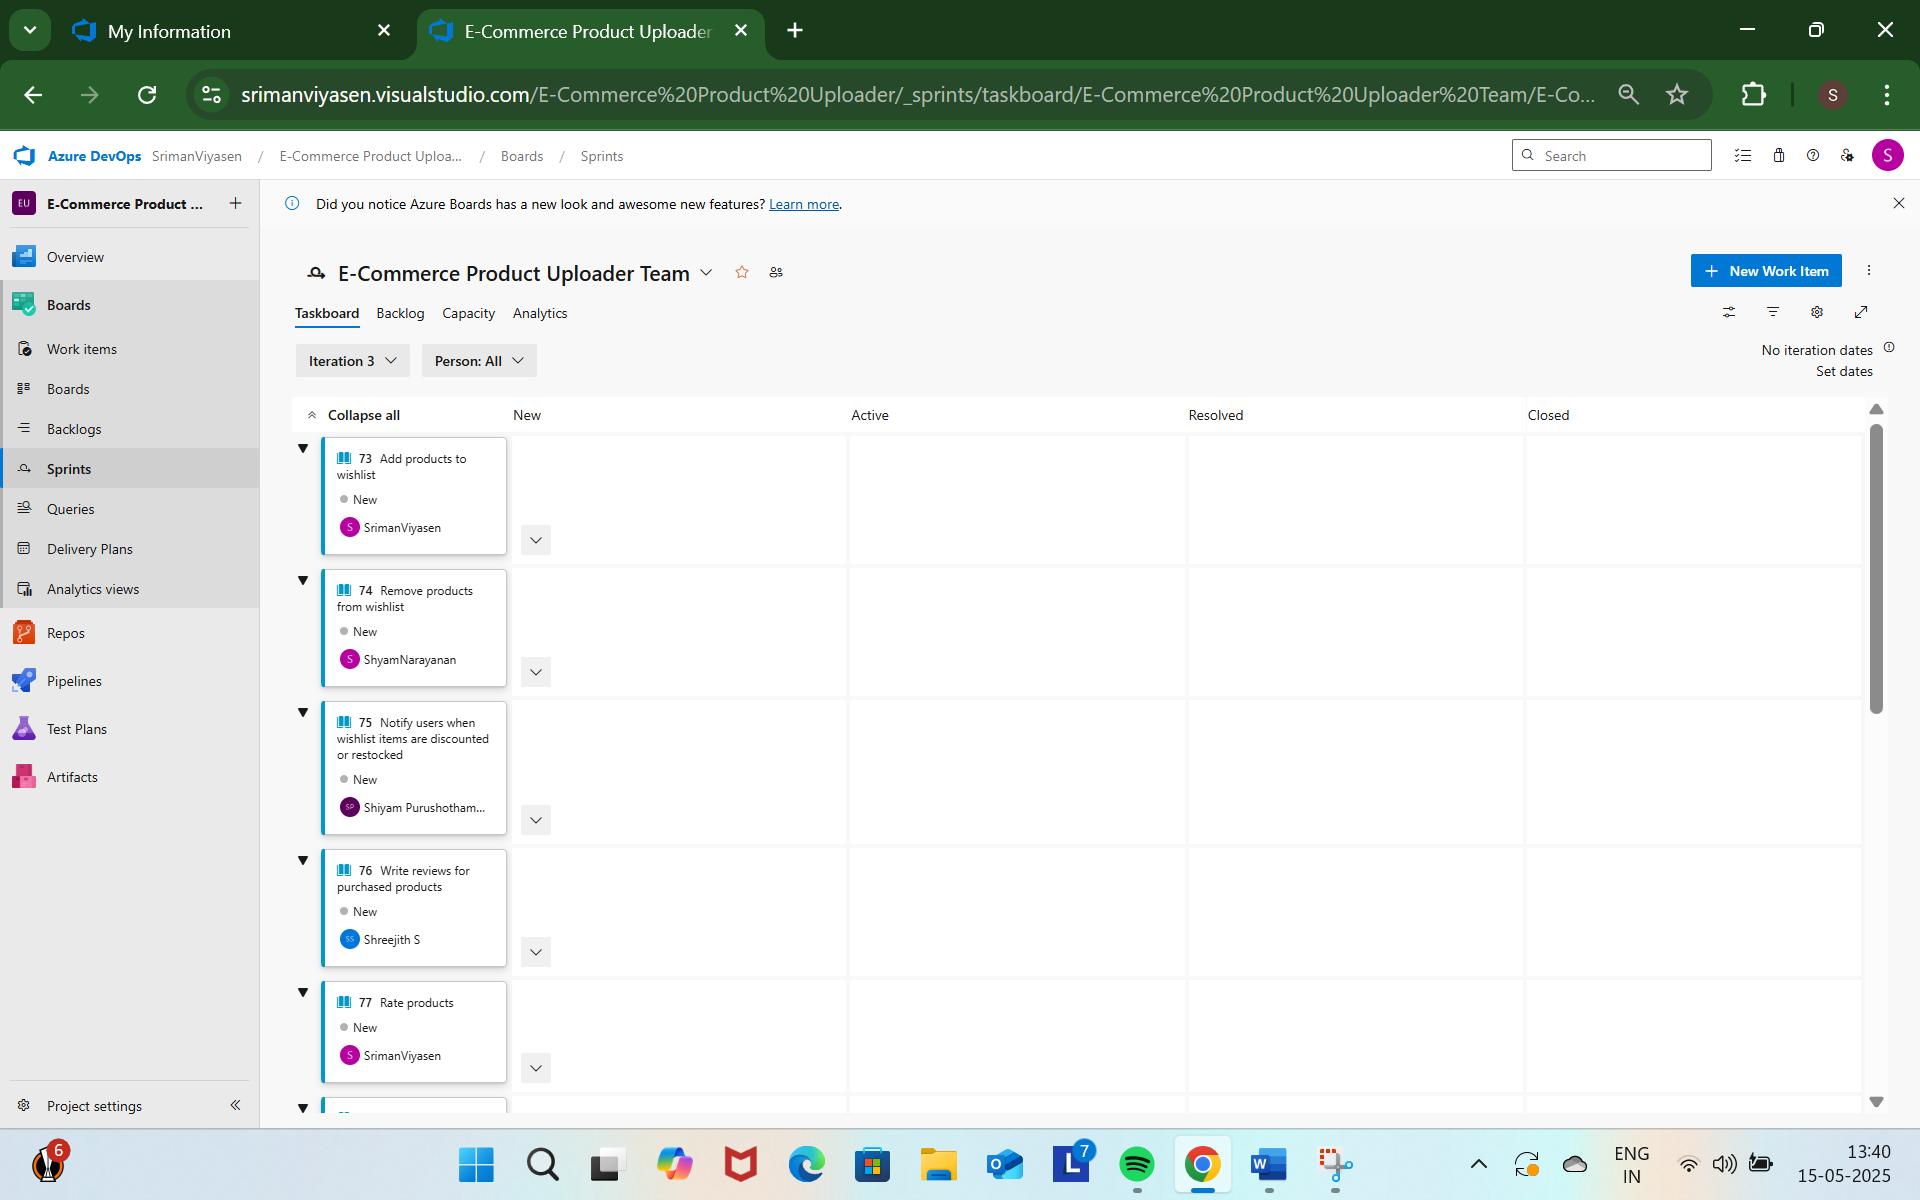 My Information
E-Commerce Product Uploader
srimanviyasen.visualstudio.com/E-Commerce%20Product%20Uploader/_sprints/taskboard/E-Commerce%20Product%20Uploader%20Team/E-Co...
S
Azure DevOps SrimanViyasen / E-Commerce Product Uploa... / Boards / Sprints
Search
S
EU E-Commerce Product ... +
Did you notice Azure Boards has a new look and awesome new features? Learn more.
Overview
Boards
Work items
Boards
Backlogs
Sprints
Queries
Delivery Plans
Analytics views
Repos
Pipelines
Test Plans
Artifacts
Project settings
E-Commerce Product Uploader Team
New Work Item
Taskboard Backlog Capacity Analytics
Iteration 3 Person: All
No iteration dates
Set dates
Collapse all New Active Resolved Closed
73 Add products to
wishlist
New
S SrimanViyasen
74 Remove products
from wishlist
New
S ShyamNarayanan
75 Notify users when
wishlist items are discounted
or restocked
New
SP Shiyam Purushotham...
76 Write reviews for
purchased products
New
SS Shreejith S
77 Rate products
New
S SrimanViyasen
6
L 7
W
ENG
IN
13:40
15-05-2025